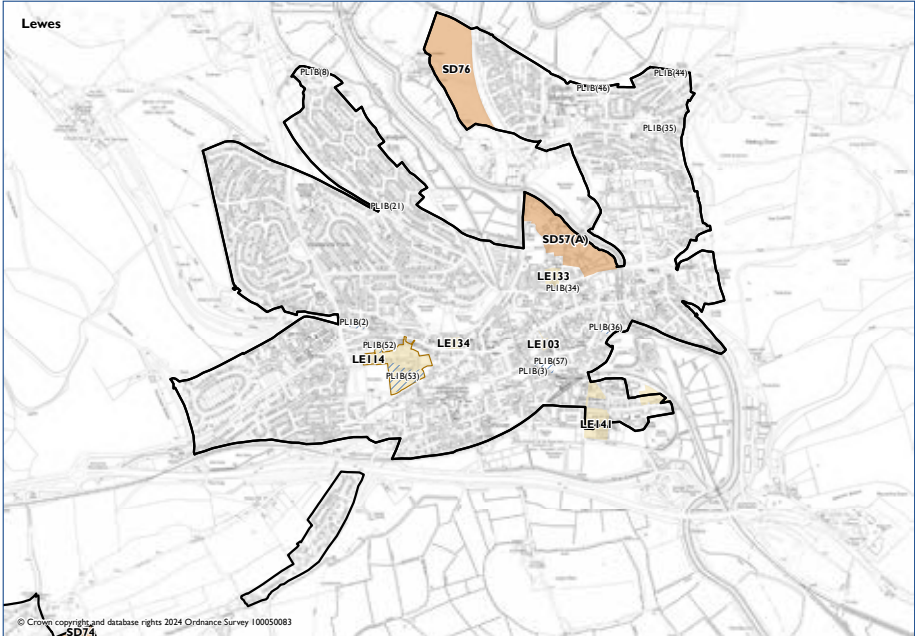 Lewes
PL1B(8)
SD76
PL1B(44)
PL1B(46)
PL1B(35)
PL1B(21)
SD57(A)
LE133
PL1B(34)
PL1B(2)
PL1B(36)
PL1B(52)
LE134
LE103
LE114
PL1B(57)
PL1B(53)
PL1B(3)
LE141
© Crown copyright and database rights 2024 Ordnance Survey 100050083
SD74